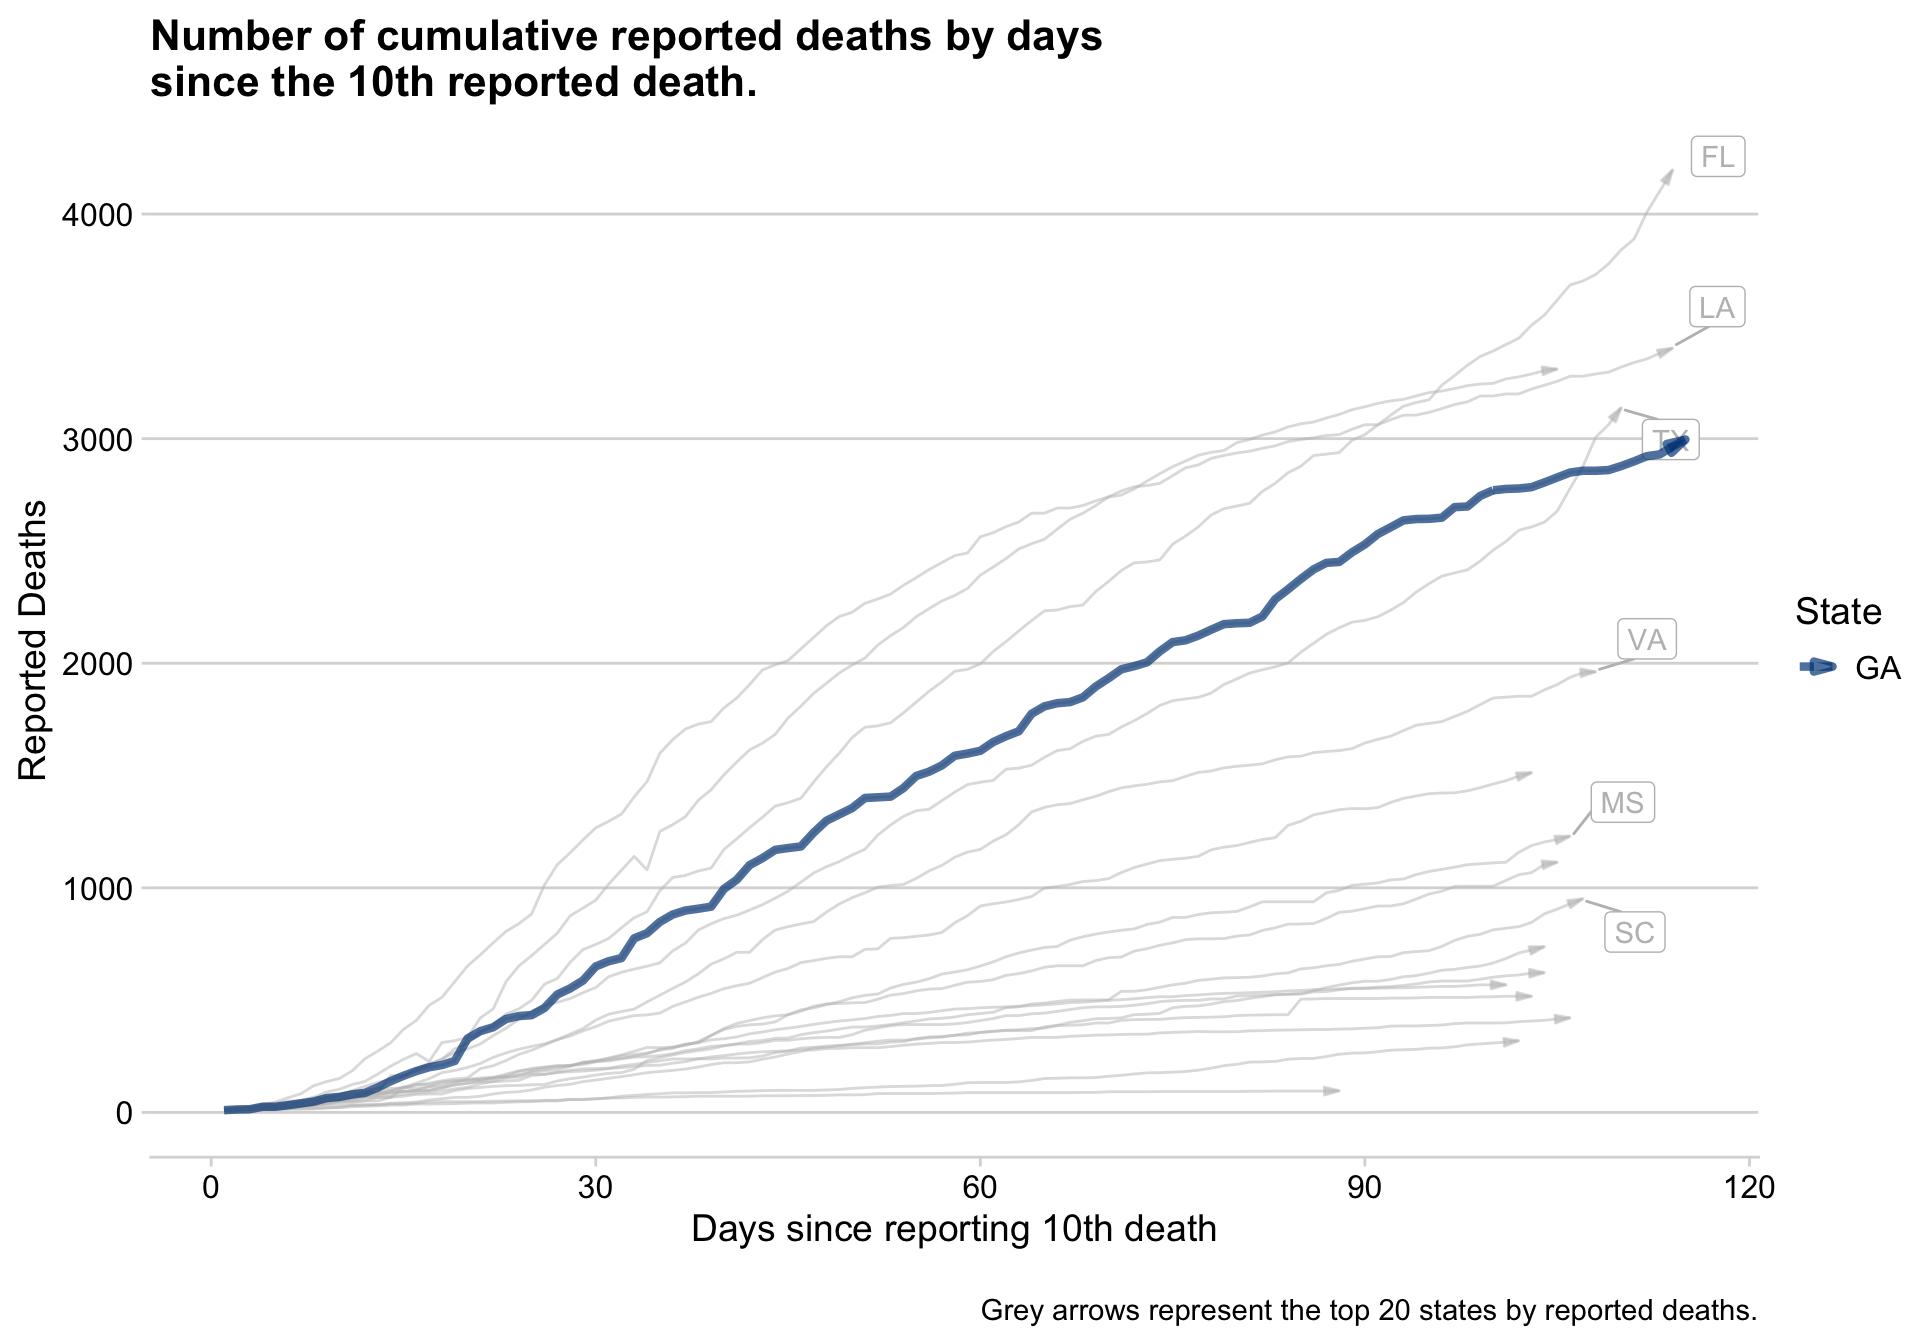 Number of cumulative reported deaths by days
since the 10th reported death.
FL
4000
LA
3000
TX
Reported Deaths
State
VA
2000
GA
MS
1000
SC
0
0 30 60 90 120
Days since reporting 10th death
Grey arrows represent the top 20 states by reported deaths.